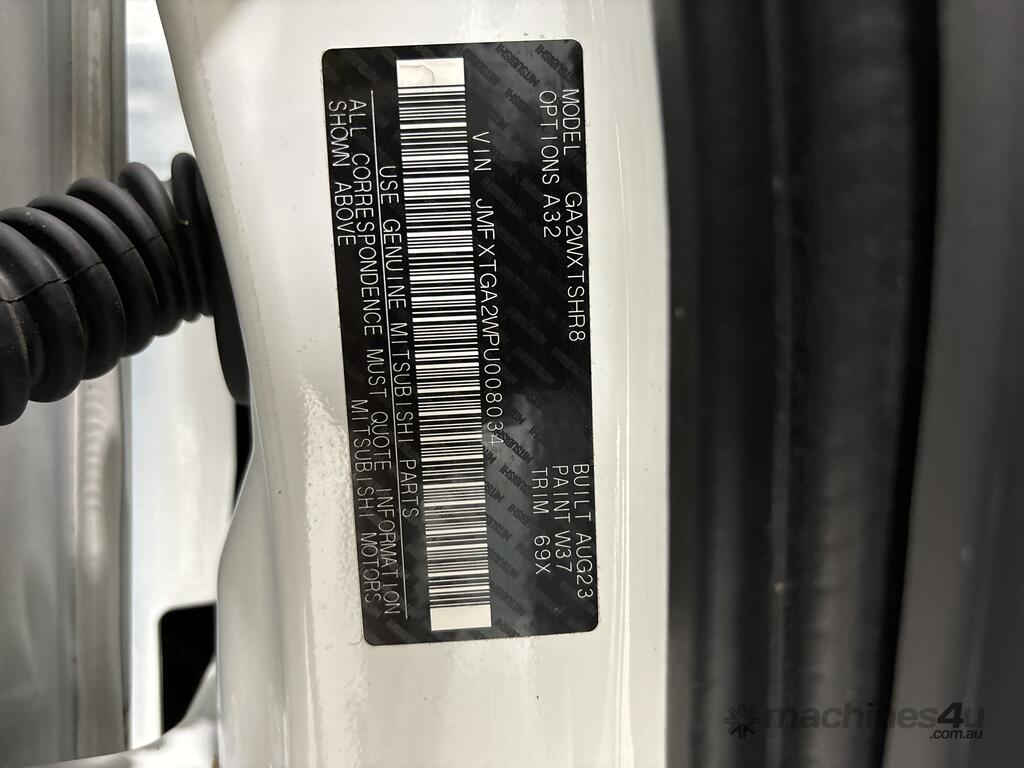 MODEL GA2WXTSHR8 BUILT AUG23
OPTIONS A32 PAINT W37
TRIM 69X
VIN JMFXTGA2WPU008034
USE GENUINE MITSUBISHI PARTS
ALL CORRESPONDENCE MUST QUOTE INFORMATION
SHOWN ABOVE MITSUBISHI MOTORS
machines4u
.com.au